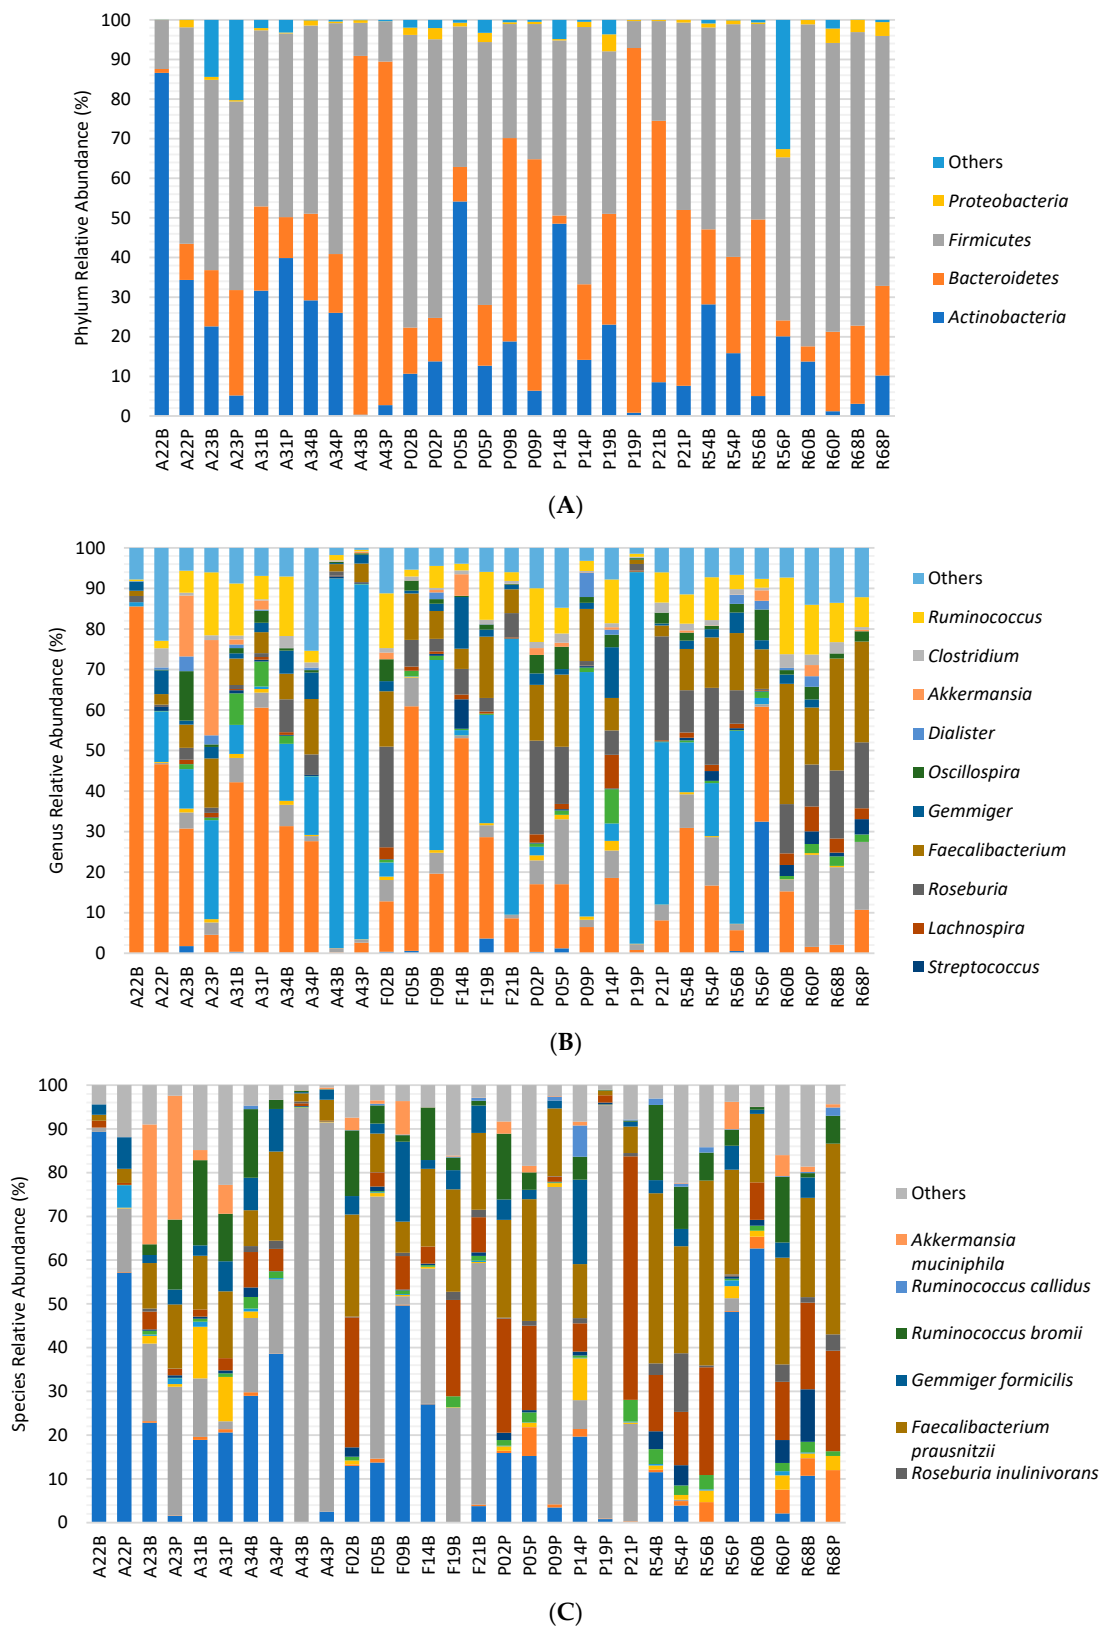 100
90
80
70
60
50
40
30
20
10
0
Phylum Relative Abundance (%)
A22B A22P A23B A23P A31B A31P A34B A34P A43B A43P P02B P02P P05B P05P P09B P09P P14B P14P P19B P19P P21B P21P R54B R54P R56B R56P R60B R60P R68B R68P
Others
Proteobacteria
Firmicutes
Bacteroidetes
Actinobacteria
(A)
100
90
80
70
60
50
40
30
20
10
0
Genus Relative Abundance (%)
A22B A22P A23B A23P A31B A31P A34B A34P A43B A43P F02B F05B F09B F14B F19B F21B P02P P05P P09P P14P P19P P21P R54B R54P R56B R56P R60B R60P R68B R68P
Others
Ruminococcus
Clostridium
Akkermansia
Dialister
Oscillospira
Gemmiger
Faecalibacterium
Roseburia
Lachnospira
Streptococcus
(B)
100
90
80
70
60
50
40
30
20
10
0
Species Relative Abundance (%)
A22B A22P A23B A23P A31B A31P A34B A34P A43B A43P F02B F05B F09B F14B F19B F21B P02P P05P P09P P14P P19P P21P R54B R54P R56B R56P R60B R60P R68B R68P
Others
Akkermansia
muciniphila
Ruminococcus callidus
Ruminococcus bromii
Gemmiger formicilis
Faecalibacterium
prausnitzii
Roseburia inulinivorans
(C)